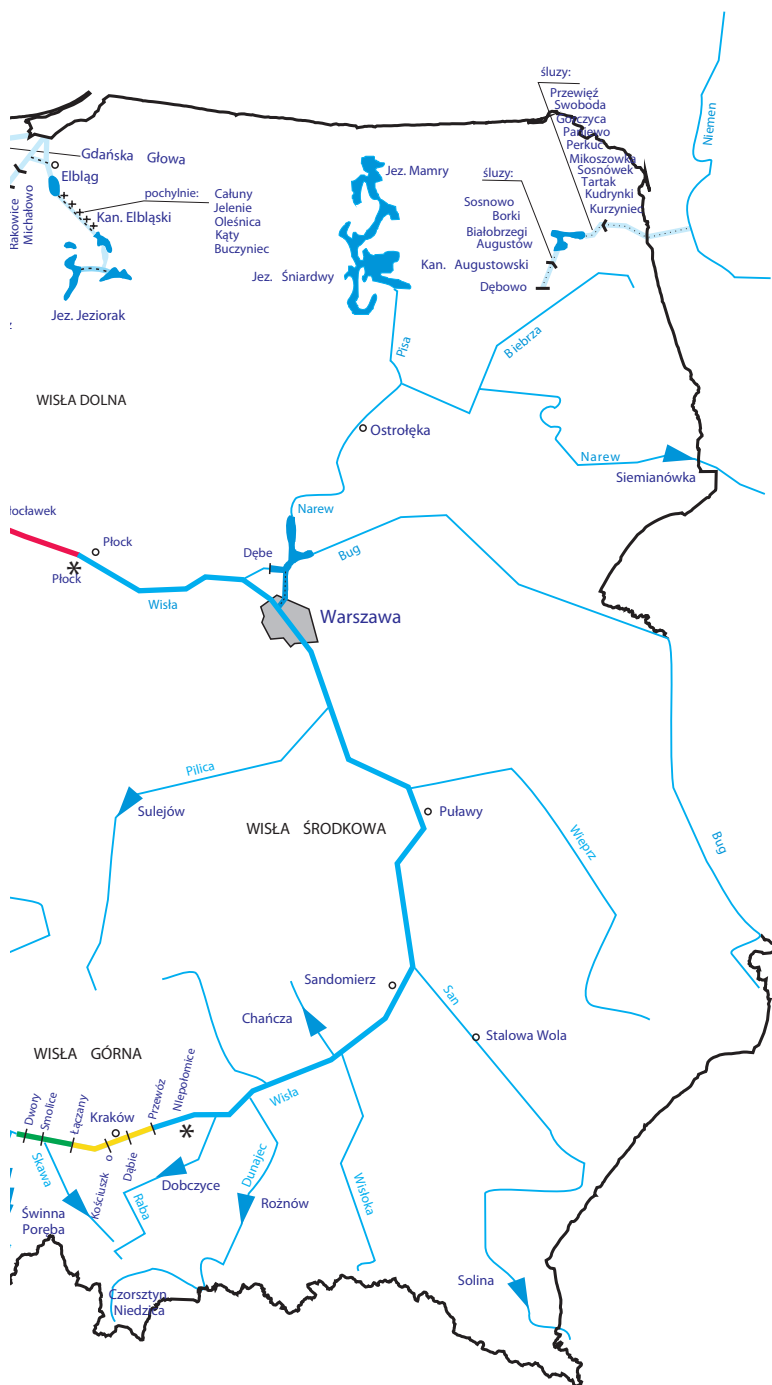 śluzy:
Przewięź
Swoboda
Gorczyca
Paniewo
Perkuć
Mikoszówka
Sosnówek
Tartak
Kudrynki
Kurzyniec
Niemen
Gdańska Głowa
Elbląg
pochylnie:
Całuny
Jelenie
Oleśnica
Kąty
Buczyniec
Kan. Elbląski
Rakowice
Michałowo
Jez. Mamry
śluzy:
Sosnowo
Borki
Białobrzegi
Augustów
Kan. Augustowski
Dębowo
Jez. Śniardwy
Jez. Jeziorak
z
Pisa
Biebrza
WISŁA DOLNA
Ostrołęka
Narew
Siemianówka
Narew
łocławek
Płock
Płock
Dębe
Bug
Wisła
Warszawa
Pilica
Sulejów
WISŁA ŚRODKOWA
Puławy
Wieprz
Bug
Sandomierz
San
Chańcza
Stalowa Wola
WISŁA GÓRNA
Wisła
Dwory
Smolice
Łączany
Kraków
Przewóz
NIepołomice
Kościuszk
o
Dąbie
Skawa
Raba
Dobczyce
Dunajec
Rożnów
Wisłoka
Świnna
Poręba
Solina
Czorsztyn
Niedzica